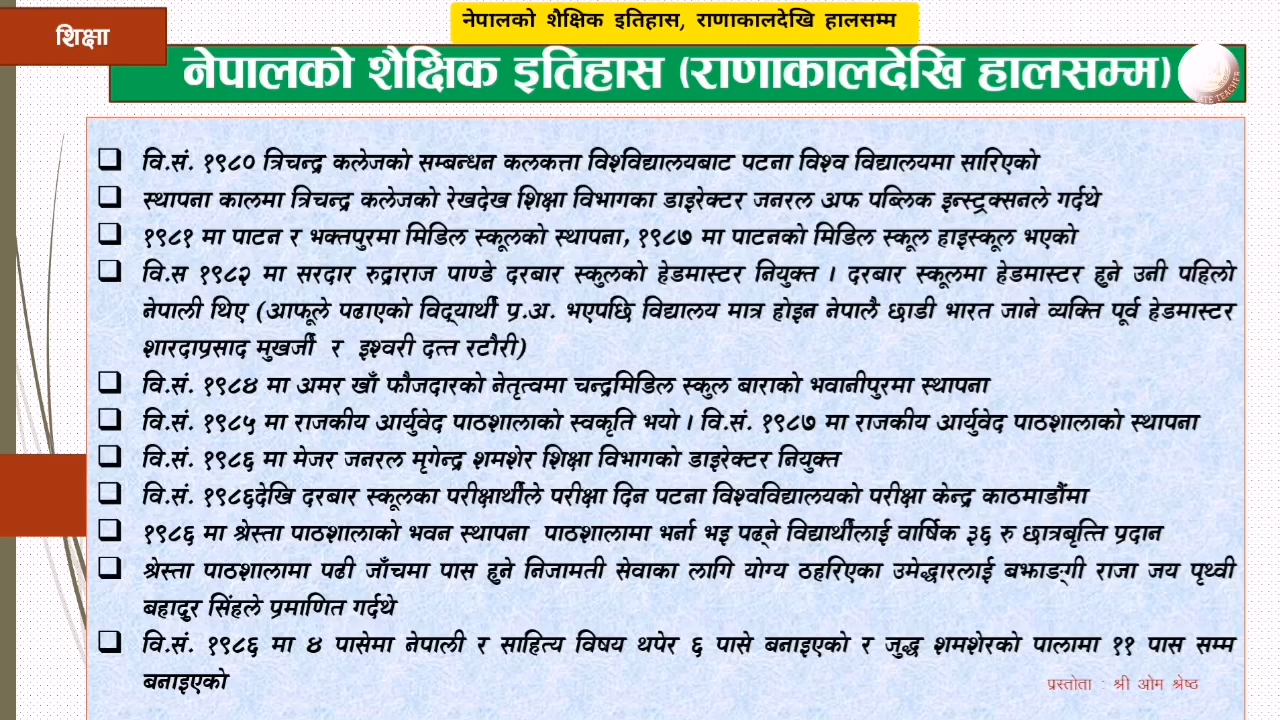 नेपालको शैक्षिक इतिहास, राणाकालदेखि हालसम्म
शिक्षा
नेपालको शैक्षिक इतिहास (राणाकालदेखि हालसम्म)
ATE TEACHER
❑ वि.सं. १९८० त्रिचन्द्र कलेजको सम्बन्धन कलकत्ता विश्वविद्यालयबाट पटना विश्व विद्यालयमा सारिएको
❑ स्थापना कालमा त्रिचन्द्र कलेजको रेखदेख शिक्षा विभागका डाइरेक्टर जनरल अफ पब्लिक इन्स्ट्रक्सनले गर्दथे
❑ १९८१ मा पाटन र भक्तपुरमा मिडिल स्कूलको स्थापना, १९८७ मा पाटनको मिडिल स्कूल हाइस्कूल भएको
❑ वि.स १९८२ मा सरदार रुद्राराज पाण्डे दरबार स्कुलको हेडमास्टर नियुक्त । दरबार स्कूलमा हेडमास्टर हुने उनी पहिलो
नेपाली थिए (आफूले पढाएको विद्यार्थी प्र.अ. भएपछि विद्यालय मात्र होइन नेपालै छाडी भारत जाने व्यक्ति पूर्व हेडमास्टर
शारदाप्रसाद मुखर्जी र इश्वरी दत्त रटौरी)
❑ वि.सं. १९८४ मा अमर खाँ फौजदारको नेतृत्वमा चन्द्रमिडिल स्कुल बाराको भवानीपुरमा स्थापना
❑ वि.सं. १९८५ मा राजकीय आर्युवेद पाठशालाको स्वकृति भयो । वि.सं. १९८७ मा राजकीय आर्युवेद पाठशालाको स्थापना
❑ वि.सं. १९८६ मा मेजर जनरल मृगेन्द्र शमशेर शिक्षा विभागको डाइरेक्टर नियुक्त
❑ वि.सं. १९८६देखि दरबार स्कूलका परीक्षार्थीले परीक्षा दिन पटना विश्वविद्यालयको परीक्षा केन्द्र काठमाडौंमा
❑ १९८६ मा श्रेस्ता पाठशालाको भवन स्थापना पाठशालामा भर्ना भइ पढ्ने विद्यार्थीलाई वार्षिक ३६ रु छात्रबृत्ति प्रदान
❑ श्रेस्ता पाठशालामा पढी जाँचमा पास हुने निजामती सेवाका लागि योग्य ठहरिएका उमेद्धारलाई बझाङ्गी राजा जय पृथ्वी
बहादुर सिंहले प्रमाणित गर्दथे
❑ वि.सं. १९८६ मा ४ पासेमा नेपाली र साहित्य विषय थपेर ६ पासे बनाइएको र जुद्ध शमशेरको पालामा ११ पास सम्म
बनाइएको
प्रस्तोता : श्री ओम श्रेष्ठ